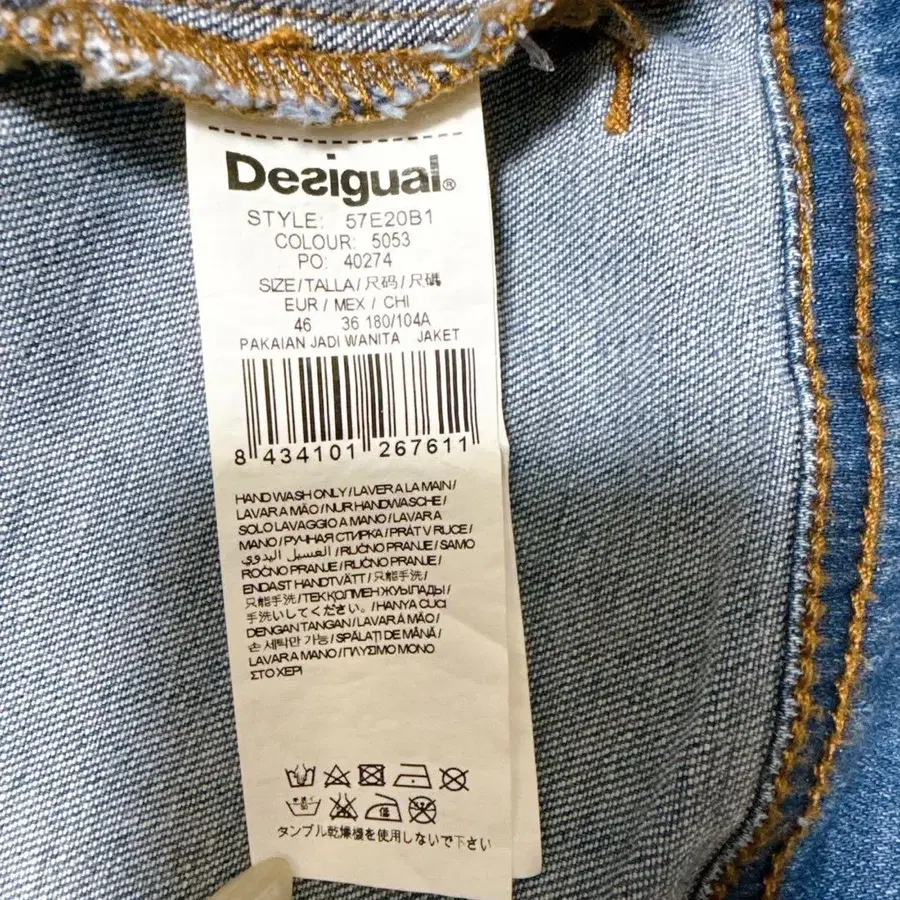 Desigual®
STYLE: 57E20B1
COLOUR: 5053
PO: 40274
SIZE/TALLA/尺码/尺碼
EUR / MEX / CHI
46 36 180/104A
PAKAIAN JADI WANITA JAKET
8 434101 267611
HAND WASH ONLY/LAVER A LA MAIN/
LAVAR A MÃO/NUR HANDWÄSCHE/
SOLO LAVAGGIO A MANO/LAVAR A
MANO/РУЧНАЯ СТИРКА/PRÁT V RUCE/
الغسيل اليدوي/RUČNO PRANJE/SAMO
ROČNO PRANJE/RUČNO PRANJE/
ENDAST HANDTVÄTT/只能手洗/
只能手洗/ТЕК ҚОЛМЕН ЖУЫЛАДЫ/
手洗いしてください。/HANYA CUCI
DENGAN TANGAN/LAVAR À MÃO/
손 세탁만 가능/SPĂLAȚI DE MÂNĂ/
LAVAR A MANO/ΠΛΥΣΙΜΟ ΜΟΝΟ
ΣΤΟ ΧΕΡΙ
タンブル乾燥機を使用しないで下さい